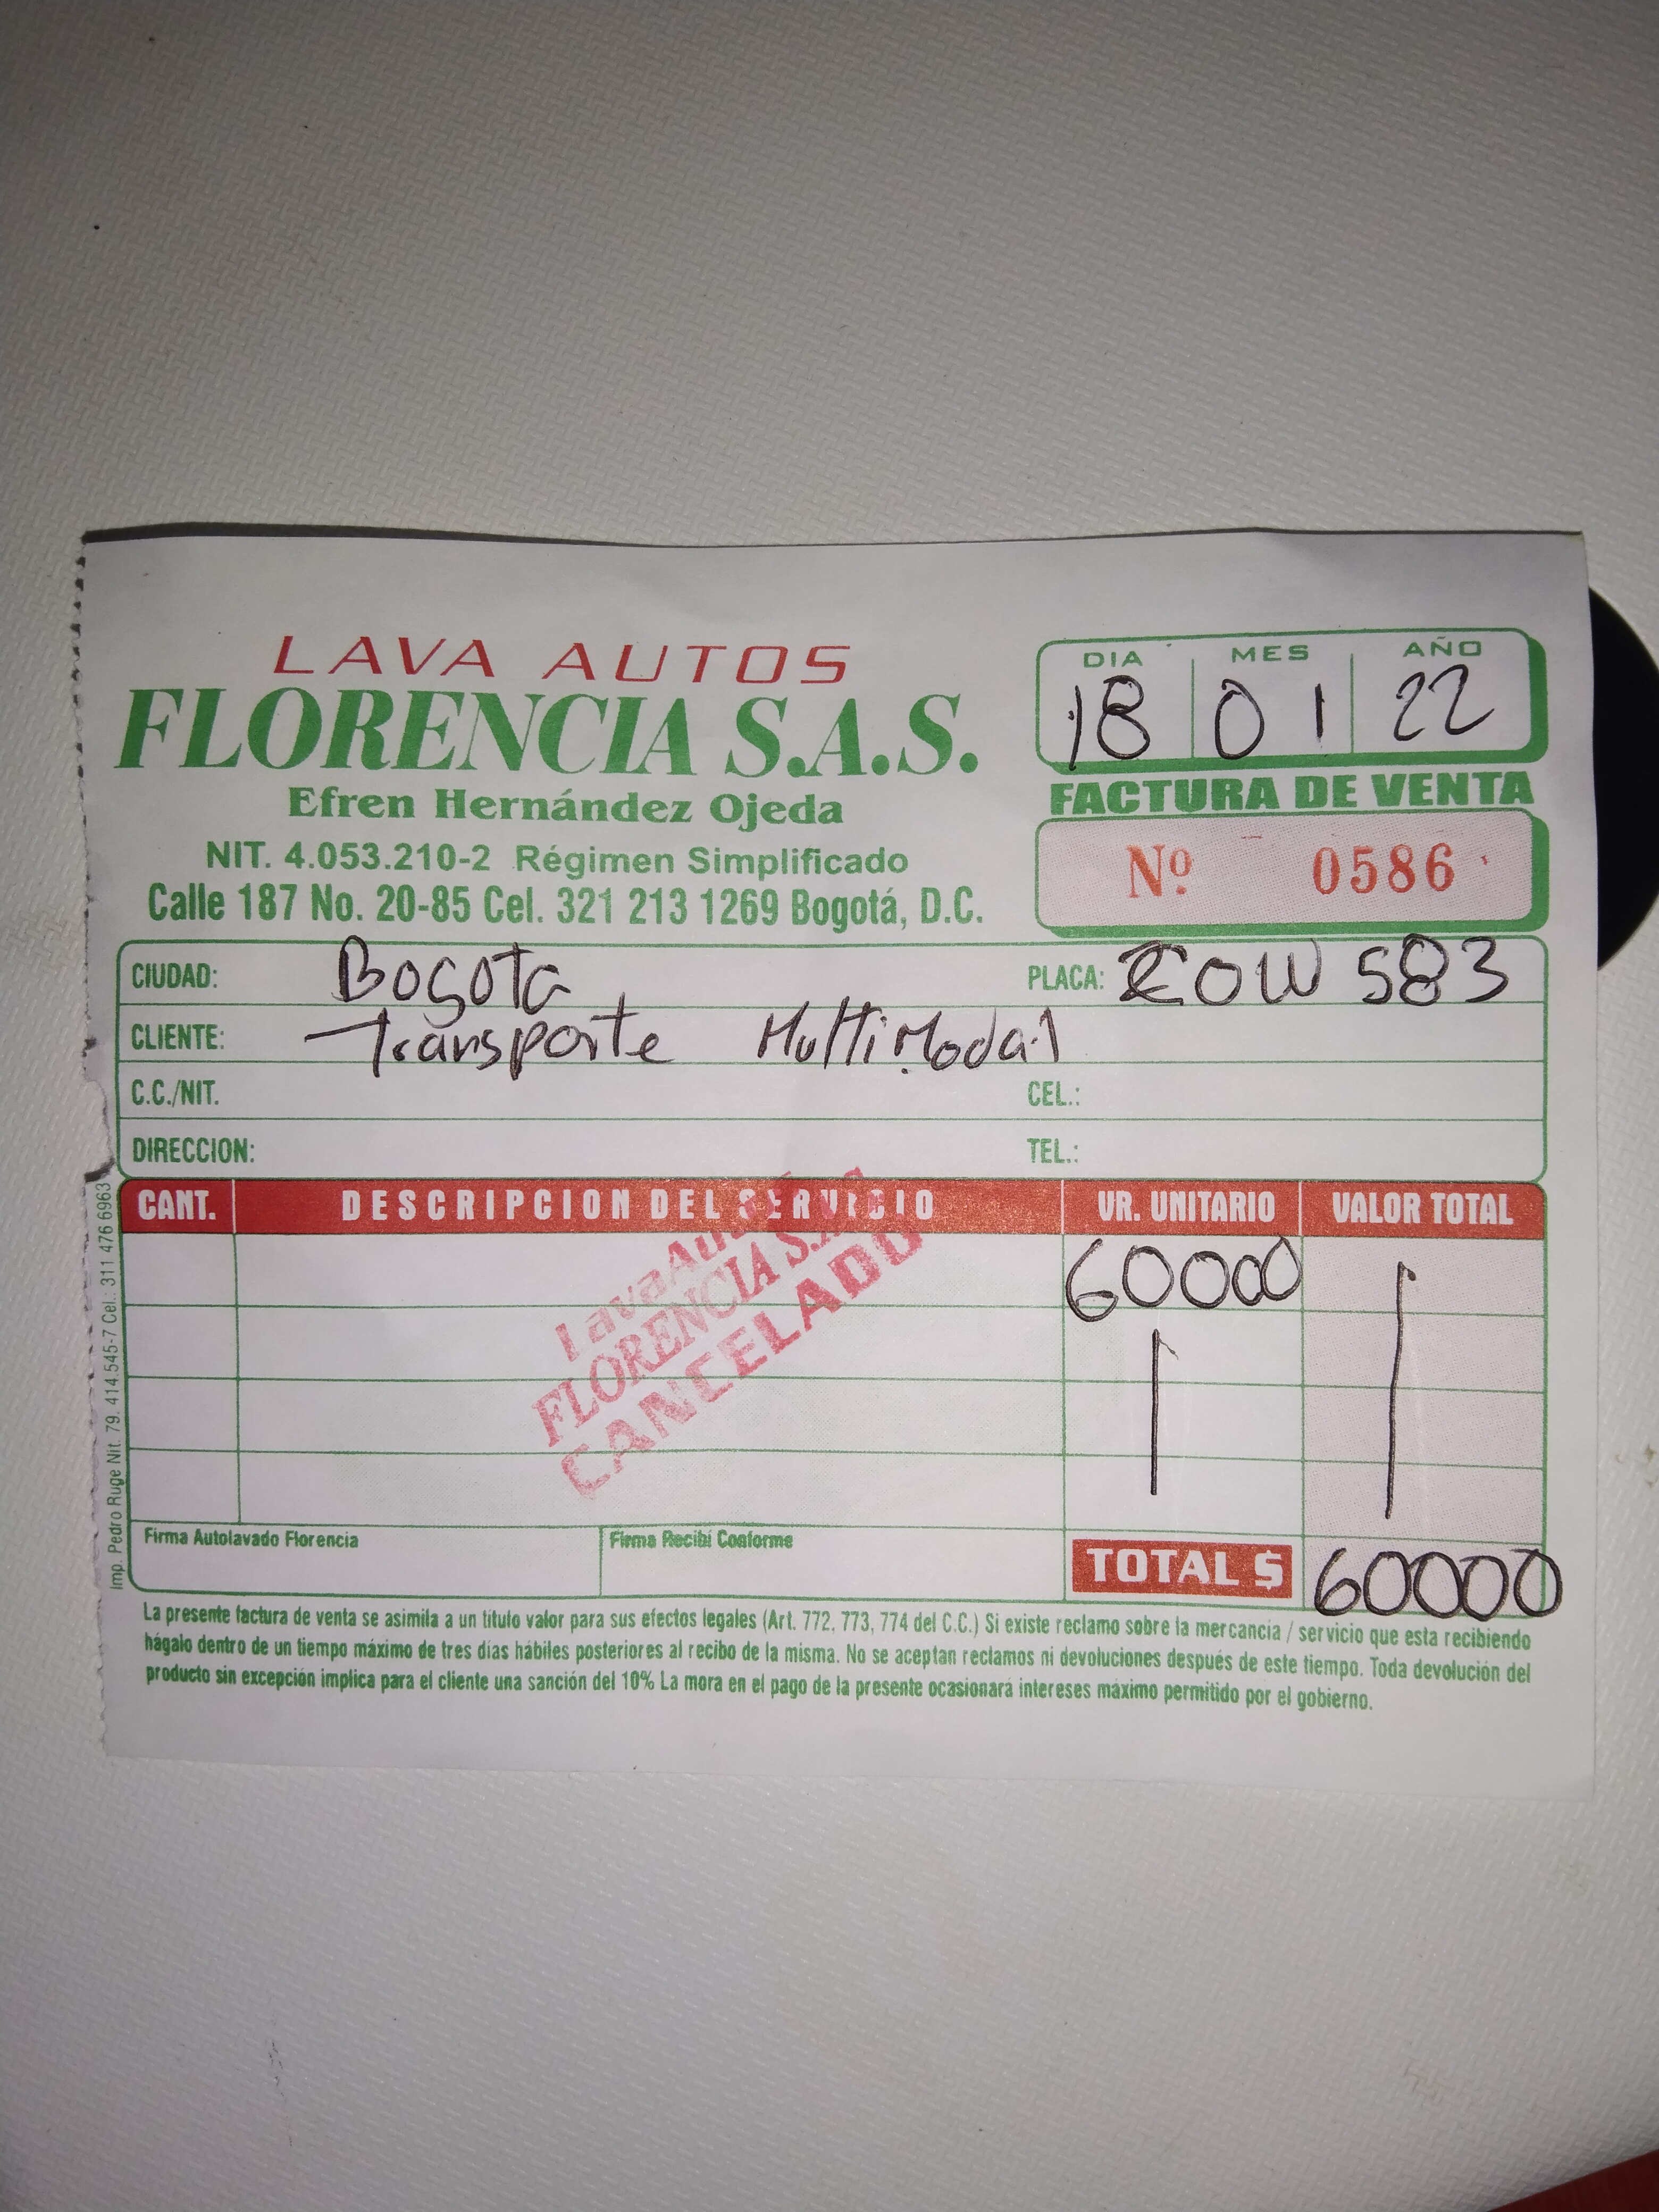 LAVA AUTOS
FLORENCIA S.A.S.
Efren Hernández Ojeda
NIT. 4.053.210-2 Régimen Simplificado
Calle 187 No. 20-85 Cel. 321 213 1269 Bogotá, D.C.
DIA MES AÑO
18 01 22
FACTURA DE VENTA
Nº 0586
CIUDAD: Bogota PLACA: EOW 583
CLIENTE: Transporte Multimodal
C.C./NIT. CEL.:
DIRECCION: TEL.:
CANT. DESCRIPCION DEL SERVICIO VR. UNITARIO VALOR TOTAL
60000
Lava Autos
FLORENCIA S.A.S.
CANCELADO
Firma Autolavado Florencia Firma Recibí Conforme TOTAL $ 60000
La presente factura de venta se asimila a un titulo valor para sus efectos legales (Art. 772, 773, 774 del C.C.) Si existe reclamo sobre la mercancia / servicio que esta recibiendo
hágalo dentro de un tiempo máximo de tres días hábiles posteriores al recibo de la misma. No se aceptan reclamos ni devoluciones después de este tiempo. Toda devolución del
producto sin excepción implica para el cliente una sanción del 10% La mora en el pago de la presente ocasionará intereses máximo permitido por el gobierno.
Imp. Pedro Ruge Nit. 79. 414.545-7 Cel.: 311 476 6963